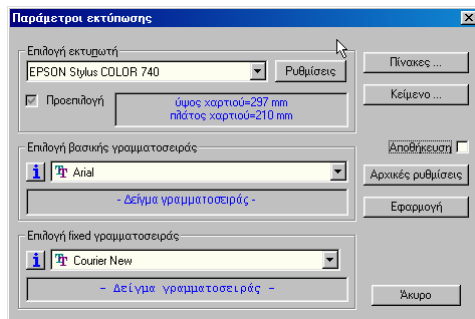 Παράμετροι εκτύπωσης
Επιλογή εκτυπωτή
EPSON Stylus COLOR 740
Ρυθμίσεις
Προεπιλογή
ύψος χαρτιού=297 mm
πλάτος χαρτιού=210 mm
Πίνακες ...
Κείμενο ...
Επιλογή βασικής γραμματοσειράς
Arial
- Δείγμα γραμματοσειράς -
Αποθήκευση
Αρχικές ρυθμίσεις
Εφαρμογή
Επιλογή fixed γραμματοσειράς
Courier New
- Δείγμα γραμματοσειράς -
Άκυρο